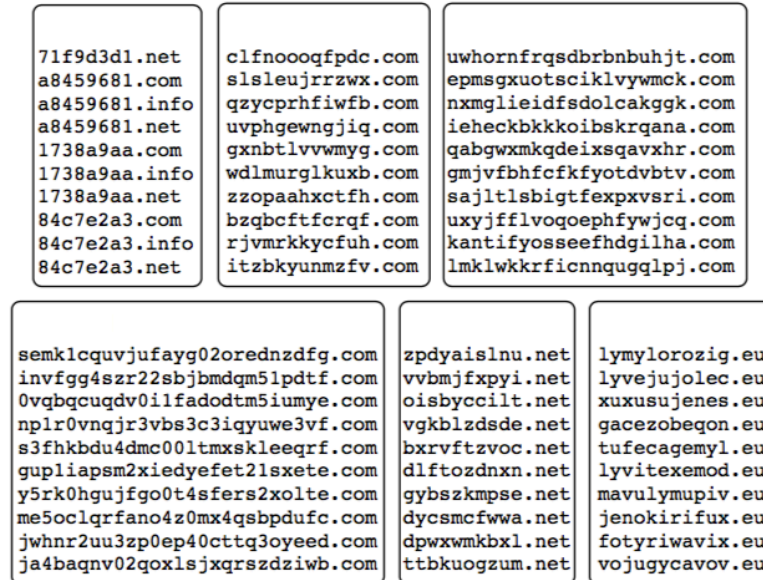 71f9d3d1.net
a8459681.com
a8459681.info
a8459681.net
1738a9aa.com
1738a9aa.info
1738a9aa.net
84c7e2a3.com
84c7e2a3.info
84c7e2a3.net
clfnoooqfpdc.com
slsleujrrzwx.com
qzycprhfiwfb.com
uvphgewngjiq.com
gxnbtlvvwmyg.com
wdlmurglkuxb.com
zzopaahxctfh.com
bzqbcftfcrqf.com
rjvmrkkycfuh.com
itzbkyunmzfv.com
uwhornfrqsdbrbnbuhjt.com
epmsgxuotsciklvywmck.com
nxmglieidfsdolcakggk.com
ieheckbkkkoibskrqana.com
qabgwxmkqdeixsqavxhr.com
gmjvfbhfcfkfyotdvbtv.com
sajltlsbigtfexpxvsri.com
uxyjfflvoqoephfywjcq.com
kantifyosseefhdgilha.com
lmklwkkrficnnqugqlpj.com
semk1cquvjufayg02orednzdfg.com
invfgg4szr22sbjbmdqm51pdtf.com
0vqbqcuqdv0i1fadodtm5iumye.com
np1r0vnqjr3vbs3c3iqyuwe3vf.com
s3fhkbdu4dmc00ltmxskleeqrf.com
gup1iapsm2xiedyefet21sxete.com
y5rk0hgujfgo0t4sfers2xolte.com
me5oclqrfano4z0mx4qsbpdufc.com
jwhnr2uu3zp0ep40cttq3oyeed.com
ja4baqnv02qoxlsjxqrszdziwb.com
zpdyaislnu.net
vvbmjfxpyi.net
oisbyccilt.net
vgkblzdsde.net
bxrvftzvoc.net
dlftozdnxn.net
gybszkmpse.net
dycsmcfwwa.net
dpwxwmkbxl.net
ttbkuogzum.net
lymylorozig.eu
lyvejujolec.eu
xuxusujenes.eu
gacezobeqon.eu
tufecagemyl.eu
lyvitexemod.eu
mavulymupiv.eu
jenokirifux.eu
fotyriwavix.eu
vojugycavov.eu